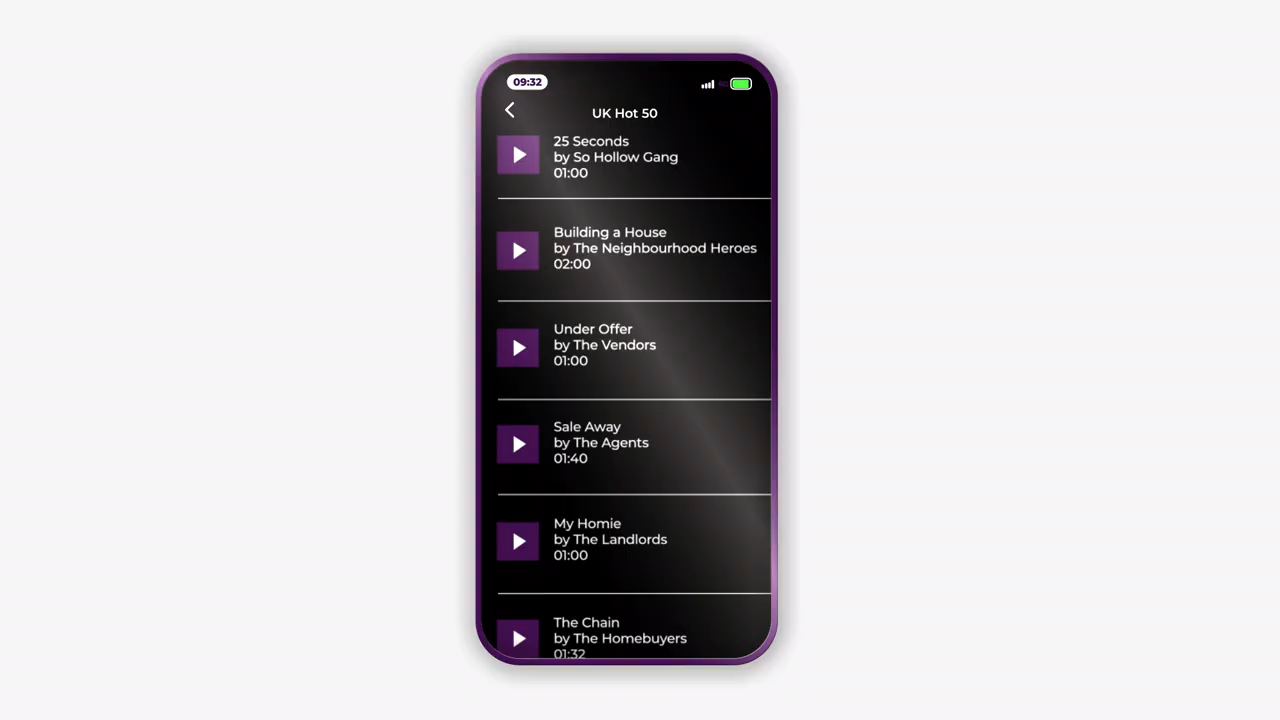 09:32
UK Hot 50
25 Seconds
by So Hollow Gang
01:00
Building a House
by The Neighbourhood Heroes
02:00
Under Offer
by The Vendors
01:00
Sale Away
by The Agents
01:40
My Homie
by The Landlords
01:00
The Chain
by The Homebuyers
01:32